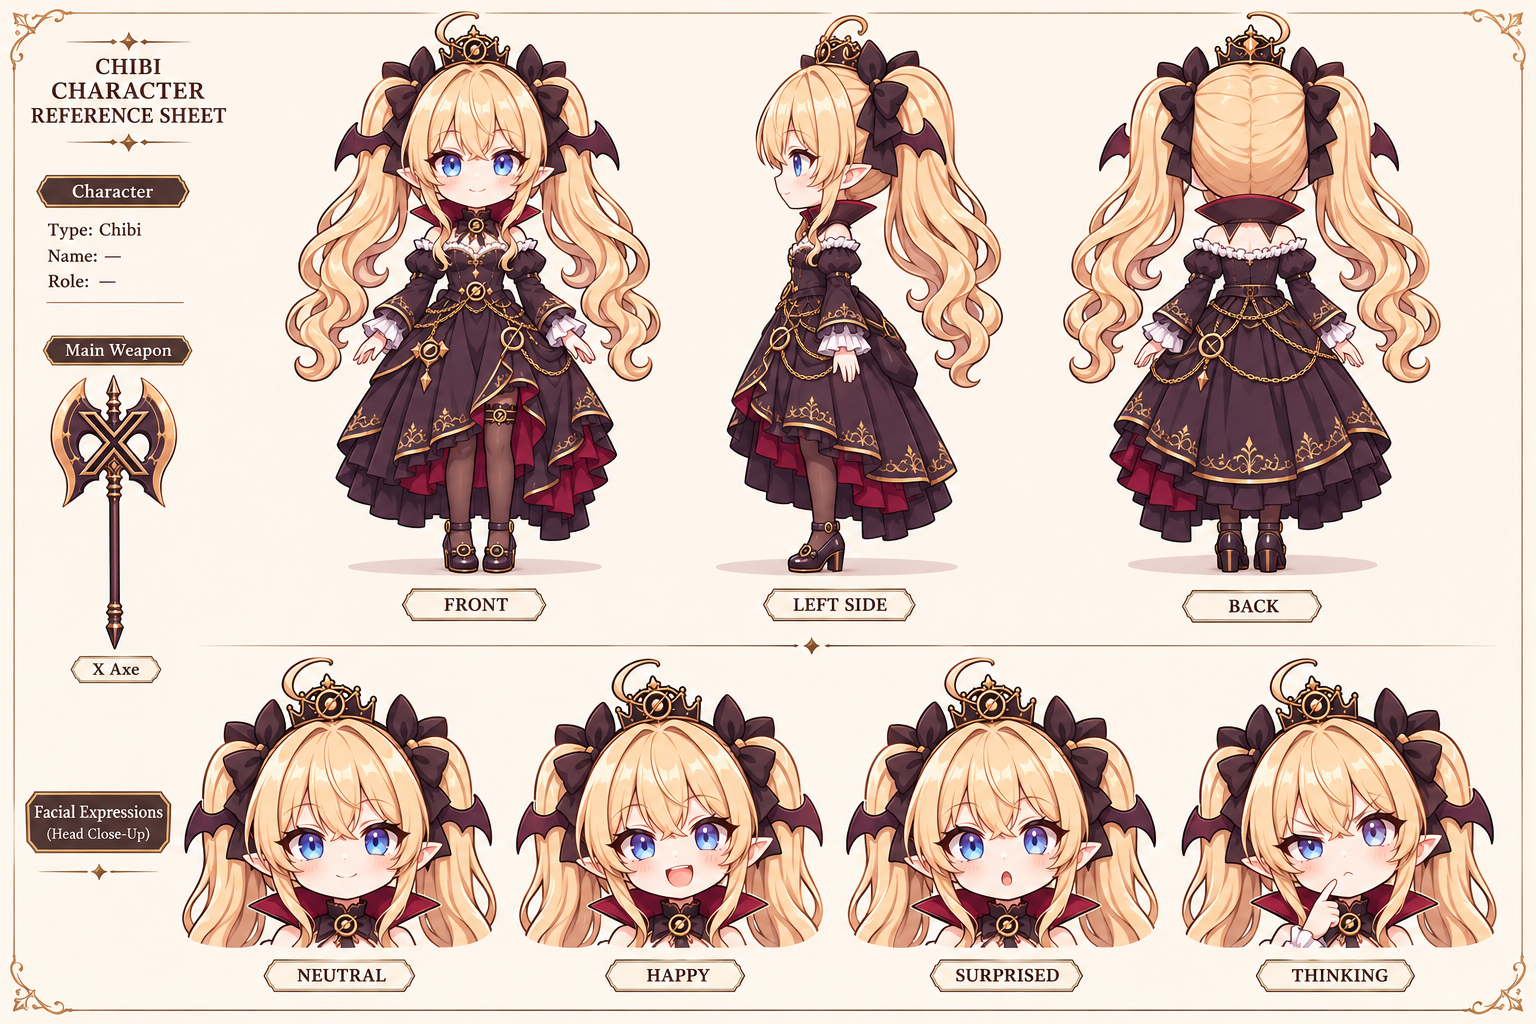 CHIBI
CHARACTER
REFERENCE SHEET
Character
Type: Chibi
Name: —
Role: —
Main Weapon
X Axe
FRONT
LEFT SIDE
BACK
Facial Expressions
(Head Close-Up)
NEUTRAL
HAPPY
SURPRISED
THINKING